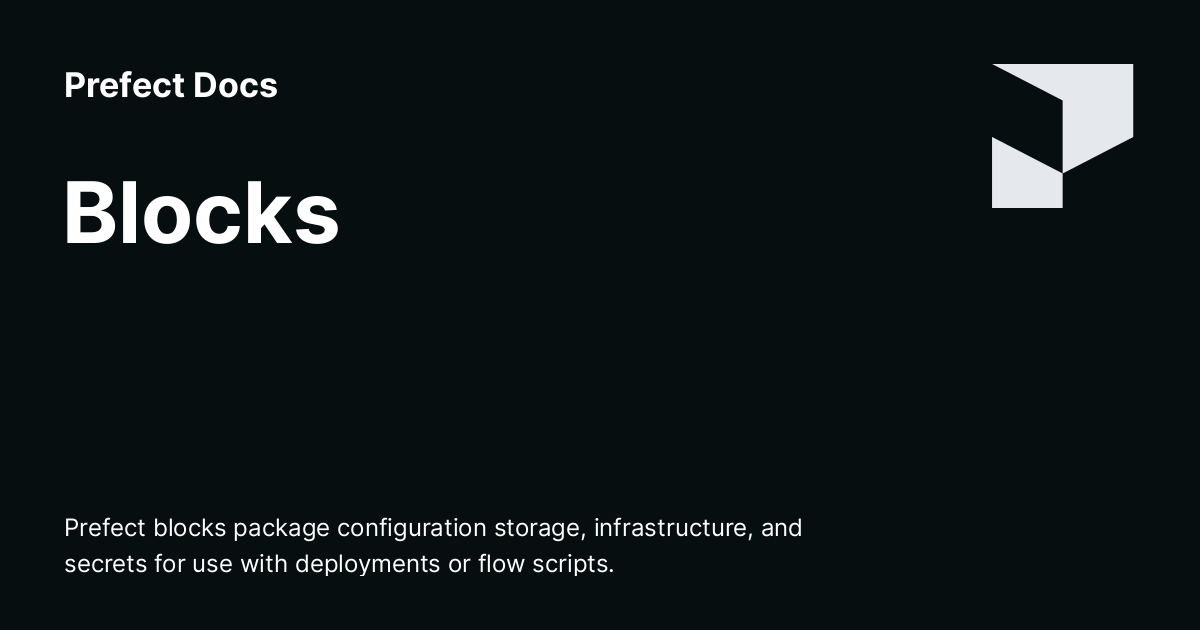 Prefect Docs
Blocks
Prefect blocks package configuration storage, infrastructure, and
secrets for use with deployments or flow scripts.